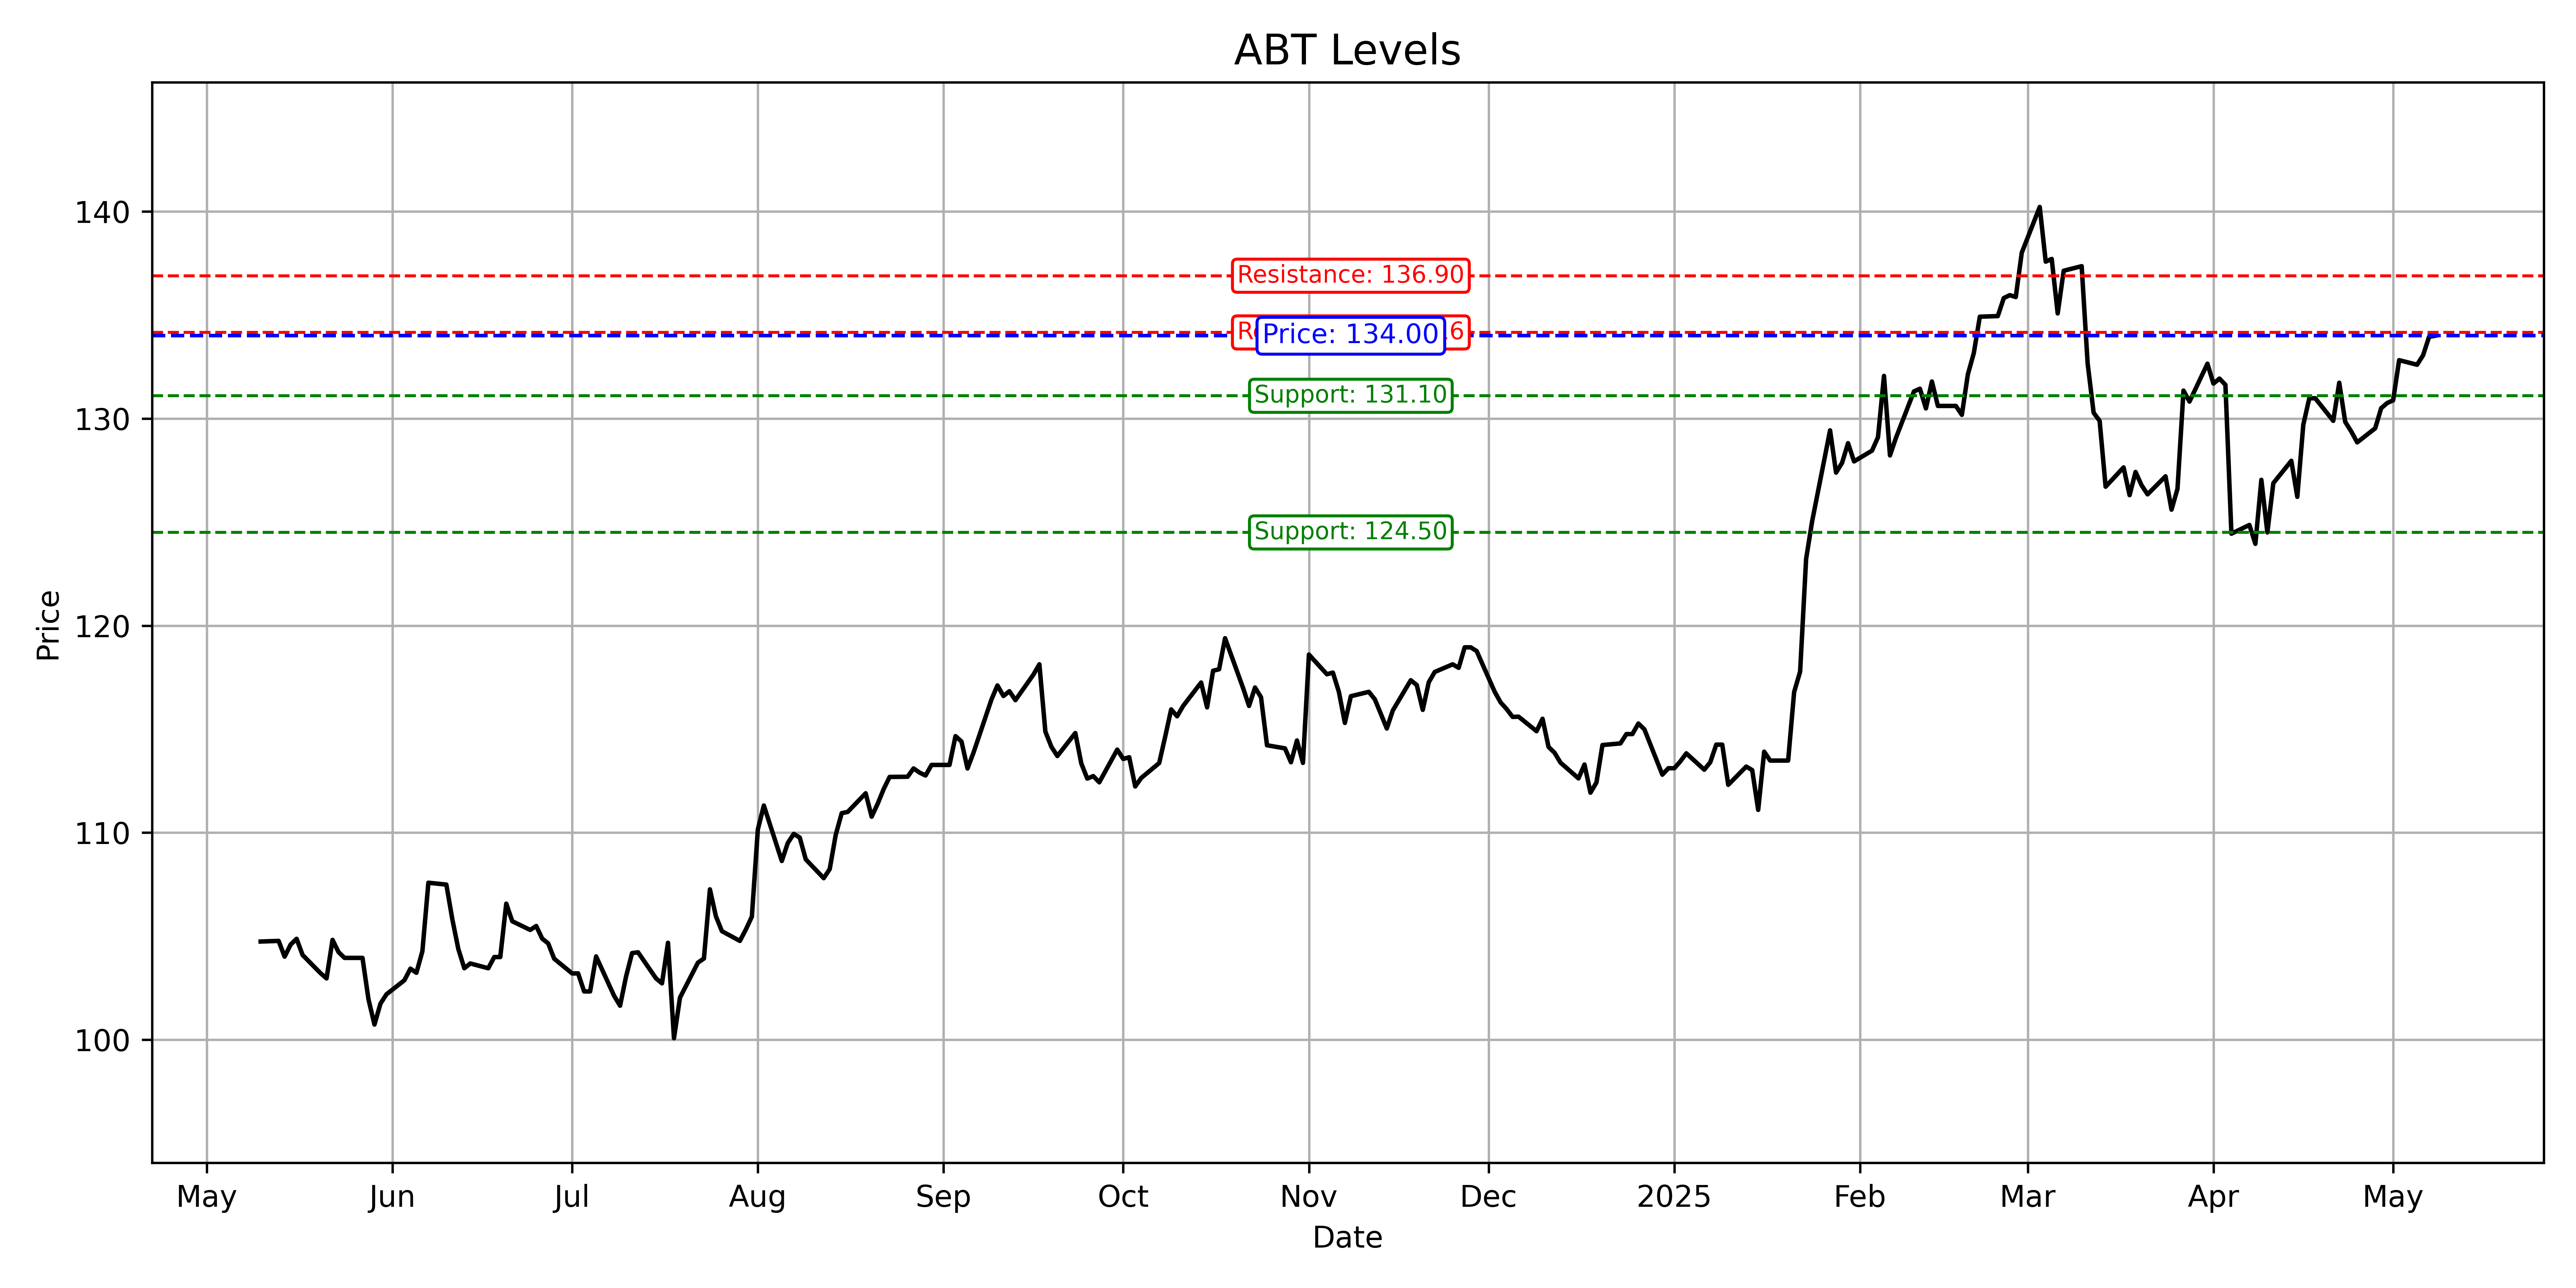 ABT Levels
140
130
120
110
100
Price
Resistance: 136.90
Price: 134.00
Support: 131.10
Support: 124.50
May
Jun
Jul
Aug
Sep
Oct
Nov
Dec
2025
Feb
Mar
Apr
May
Date